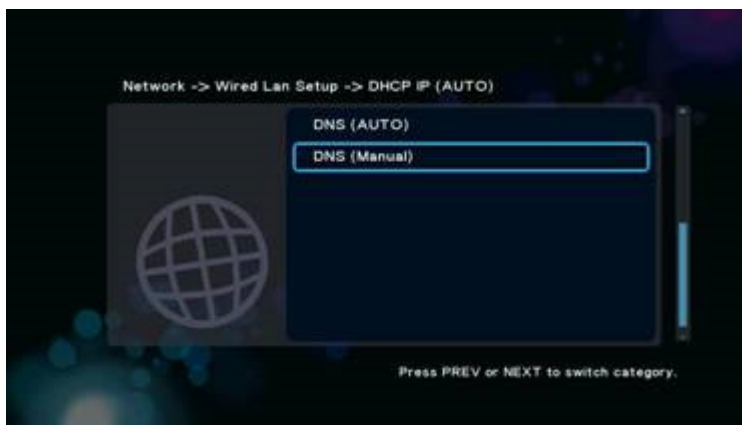 Network -> Wired Lan Setup -> DHCP IP (AUTO)
DNS (AUTO)
DNS (Manual)
Press PREV or NEXT to switch category.